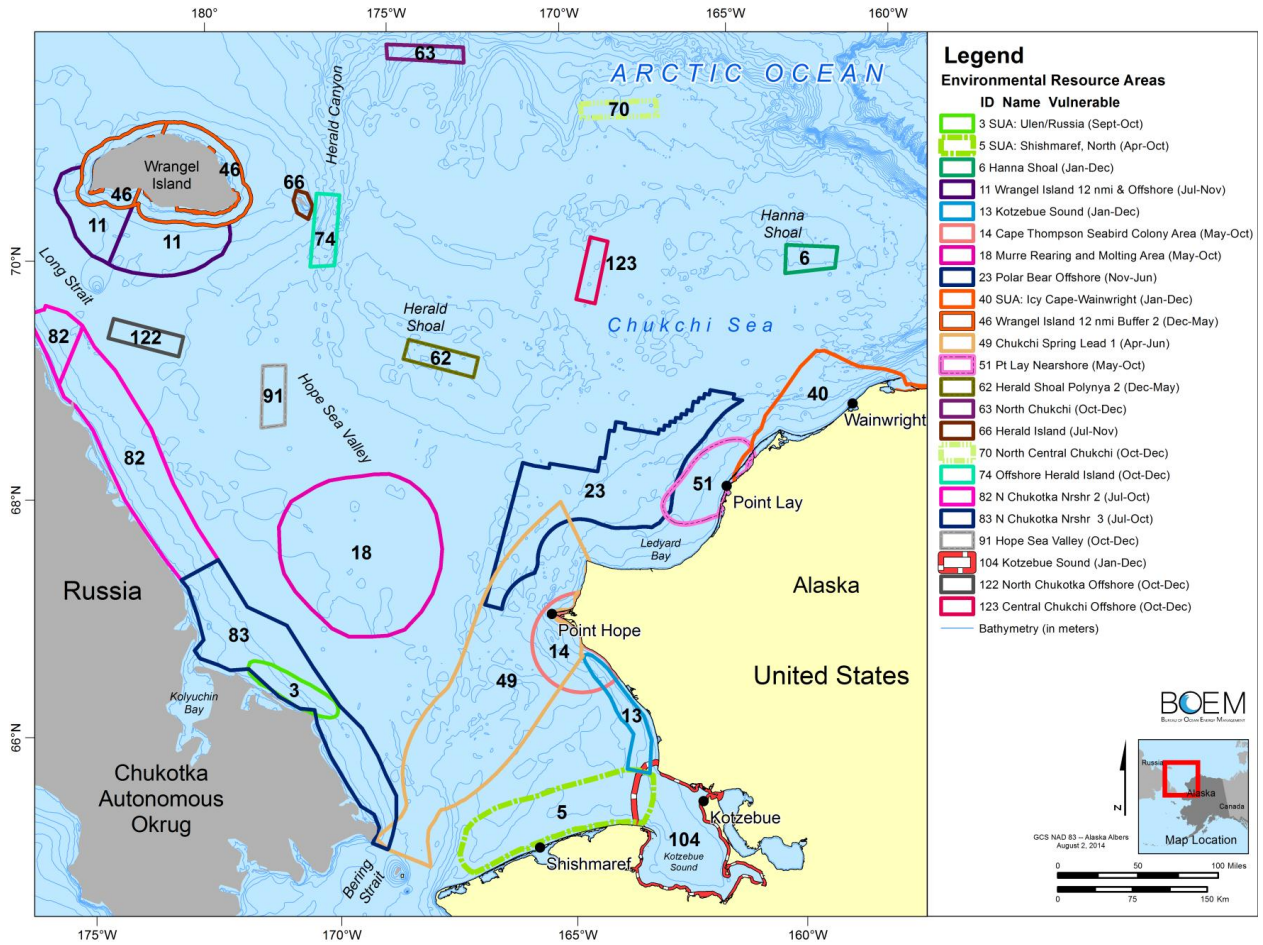 180°
175°W
170°W
165°W
160°W
63
ARCTIC OCEAN
70
Herald Canyon
Wrangel
Island
46
46
66
11
11
74
Hanna
Shoal
6
123
70°N
Long Strait
Herald
Shoal
Chukchi Sea
82
122
62
91
Hope Sea Valley
40
Wainwright
82
23
51
Point Lay
68°N
18
Ledyard
Bay
Russia
Alaska
83
Point Hope
14
49
United States
3
Kolyuchin
Bay
13
66°N
Chukotka
Autonomous
Okrug
5
Kotzebue
104
Kotzebue
Sound
Shishmaref
Bering
Strait
175°W
170°W
165°W
160°W
Legend
Environmental Resource Areas
ID Name Vulnerable
3 SUA: Ulen/Russia (Sept-Oct)
5 SUA: Shishmaref, North (Apr-Oct)
6 Hanna Shoal (Jan-Dec)
11 Wrangel Island 12 nmi & Offshore (Jul-Nov)
13 Kotzebue Sound (Jan-Dec)
14 Cape Thompson Seabird Colony Area (May-Oct)
18 Murre Rearing and Molting Area (May-Oct)
23 Polar Bear Offshore (Nov-Jun)
40 SUA: Icy Cape-Wainwright (Jan-Dec)
46 Wrangel Island 12 nmi Buffer 2 (Dec-May)
49 Chukchi Spring Lead 1 (Apr-Jun)
51 Pt Lay Nearshore (May-Oct)
62 Herald Shoal Polynya 2 (Dec-May)
63 North Chukchi (Oct-Dec)
66 Herald Island (Jul-Nov)
70 North Central Chukchi (Oct-Dec)
74 Offshore Herald Island (Oct-Dec)
82 N Chukotka Nrshr 2 (Jul-Oct)
83 N Chukotka Nrshr 3 (Jul-Oct)
91 Hope Sea Valley (Oct-Dec)
104 Kotzebue Sound (Jan-Dec)
122 North Chukotka Offshore (Oct-Dec)
123 Central Chukchi Offshore (Oct-Dec)
Bathymetry (in meters)
BOEM
BUREAU OF OCEAN ENERGY MANAGEMENT
N
Russia
Alaska
Canada
Map Location
GCS NAD 83 -- Alaska Albers
August 2, 2014
0 50 100 Miles
0 75 150 Km